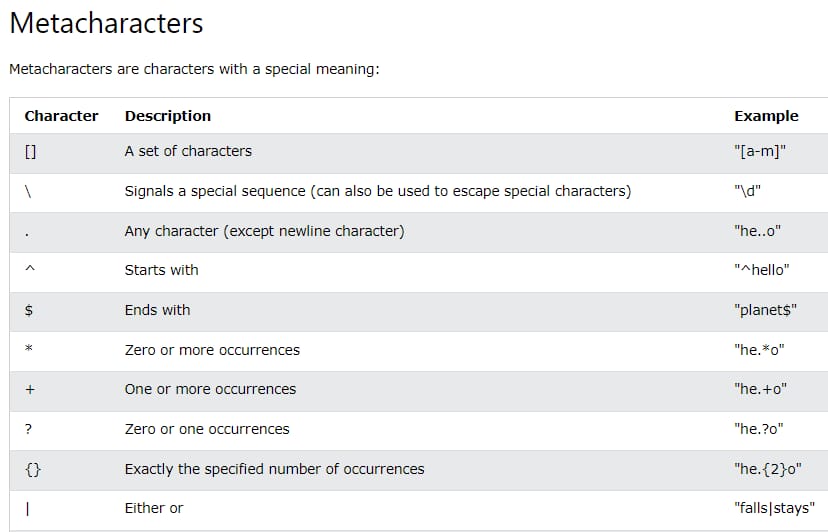 Metacharacters
Metacharacters are characters with a special meaning:
Character Description Example
[] A set of characters "[a-m]"
\ Signals a special sequence (can also be used to escape special characters) "\d"
. Any character (except newline character) "he..o"
^ Starts with "^hello"
$ Ends with "planet$"
* Zero or more occurrences "he.*o"
+ One or more occurrences "he.+o"
? Zero or one occurrences "he.?o"
{} Exactly the specified number of occurrences "he.{2}o"
| Either or "falls|stays"